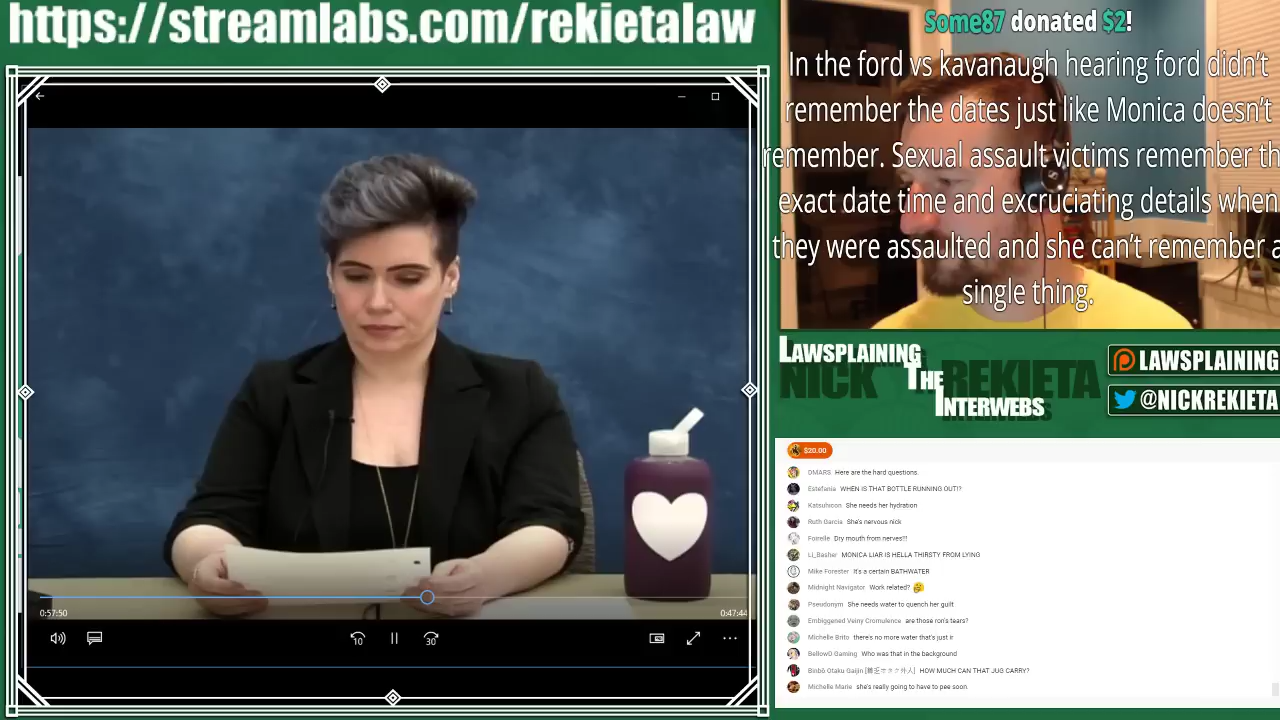 https://streamlabs.com/rekietalaw
Some87 donated $2!
In the ford vs kavanaugh hearing ford didn't
remember the dates just like Monica doesn't
remember. Sexual assault victims remember th
exact date time and excruciating details when
they were assaulted and she can't remember a
single thing.
0:57:50
0:47:44
10
30
LAWSPLAINING
THE
INTERWEBS
NICK REKIETA
LAWSPLAINING
@NICKREKIETA
$20.00
DMARS Here are the hard questions.
Estefania WHEN IS THAT BOTTLE RUNNING OUT!?
Katsuhicon She needs her hydration
Ruth Garcia She's nervous nick
Foirelle Dry mouth from nerves!!!
Li_Basher MONICA LIAR IS HELLA THIRSTY FROM LYING
Mike Forester It's a certain BATHWATER
Midnight Navigator Work related?
Pseudonym She needs water to quench her guilt
Embiggened Veiny Cromulence are those ron's tears?
Michelle Brito there's no more water that's just ir
BellowD Gaming Who was that in the background
Binbō Otaku Gaijin HOW MUCH CAN THAT JUG CARRY?
Michelle Marie she's really going to have to pee soon.